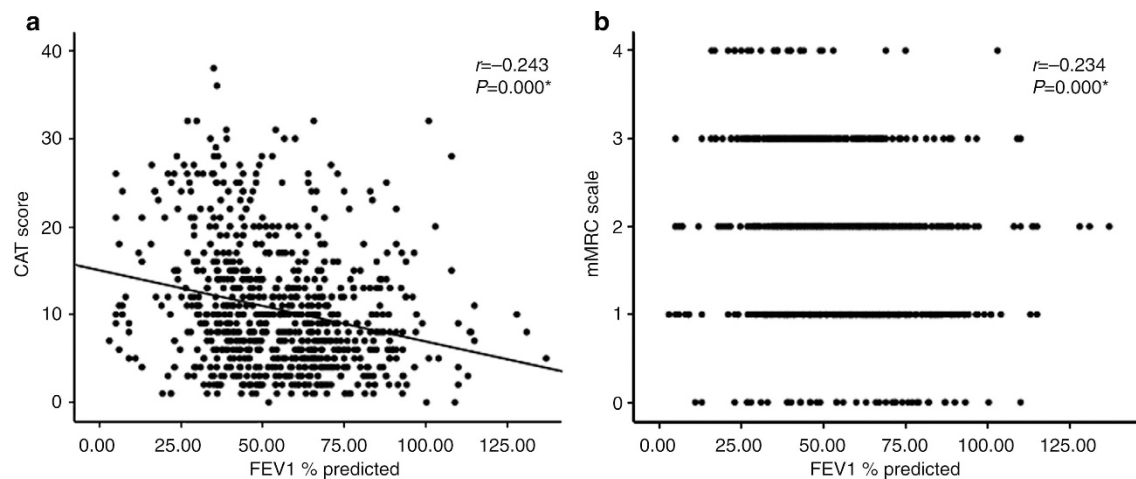 a
CAT score
40
30
20
10
0
r=–0.243
P=0.000*
0.00 25.00 50.00 75.00 100.00 125.00
FEV1 % predicted
b
mMRC scale
4
3
2
1
0
r=–0.234
P=0.000*
0.00 25.00 50.00 75.00 100.00 125.00
FEV1 % predicted